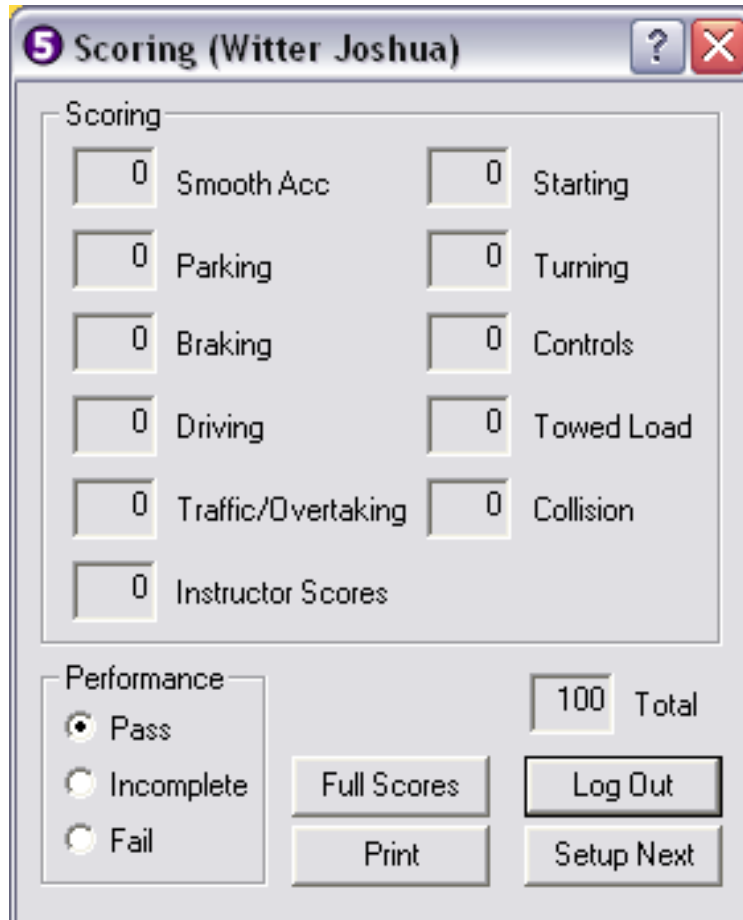 5 Scoring (Witter Joshua) ?
Scoring
0 Smooth Acc 0 Starting
0 Parking 0 Turning
0 Braking 0 Controls
0 Driving 0 Towed Load
0 Traffic/Overtaking 0 Collision
0 Instructor Scores
Performance
100 Total
Pass
Incomplete Full Scores Log Out
Fail Print Setup Next